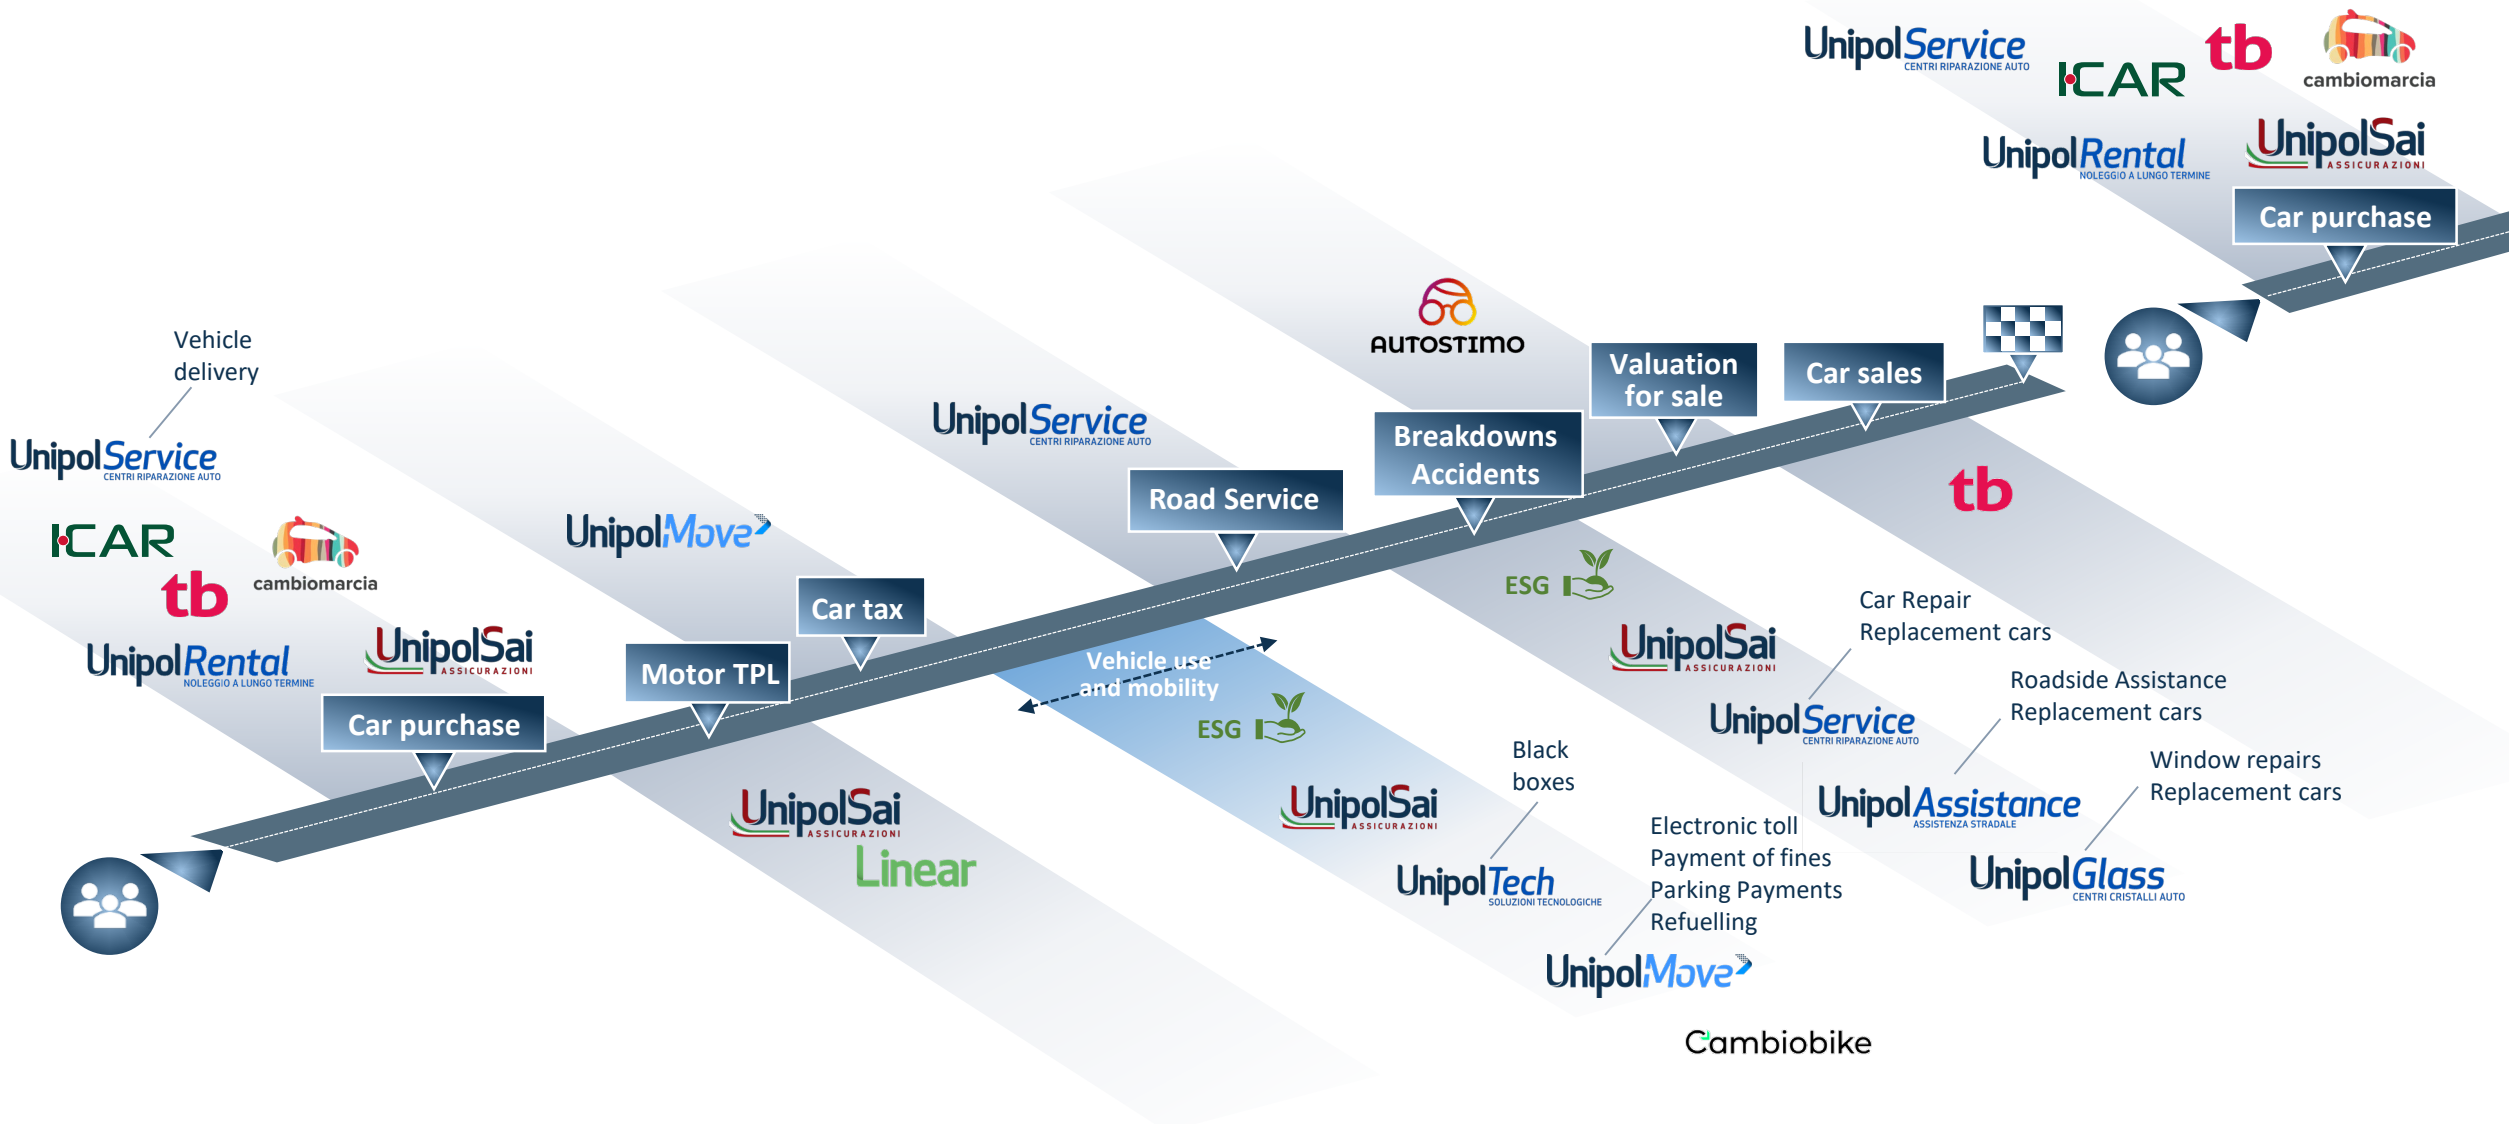 Vehicle
delivery
UnipolService
CENTRI RIPARAZIONE AUTO
ICAR
tb
cambiomarcia
UnipolRental
NOLEGGIO A LUNGO TERMINE
UnipolSai
ASSICURAZIONI
Car purchase
UnipolMove
Motor TPL
UnipolSai
ASSICURAZIONI
Linear
Car tax
Vehicle use
and mobility
ESG
UnipolSai
ASSICURAZIONI
Black
boxes
UnipolTech
SOLUZIONI TECNOLOGICHE
Electronic toll
Payment of fines
Parking Payments
Refuelling
UnipolMove
Cambiobike
UnipolService
CENTRI RIPARAZIONE AUTO
Road Service
Breakdowns
Accidents
ESG
UnipolSai
ASSICURAZIONI
Car Repair
Replacement cars
UnipolService
CENTRI RIPARAZIONE AUTO
Roadside Assistance
Replacement cars
UnipolAssistance
ASSISTENZA STRADALE
Window repairs
Replacement cars
UnipolGlass
CENTRI CRISTALLI AUTO
AUTOSTIMO
Valuation
for sale
Car sales
tb
UnipolService
CENTRI RIPARAZIONE AUTO
ICAR
tb
cambiomarcia
UnipolRental
NOLEGGIO A LUNGO TERMINE
UnipolSai
ASSICURAZIONI
Car purchase